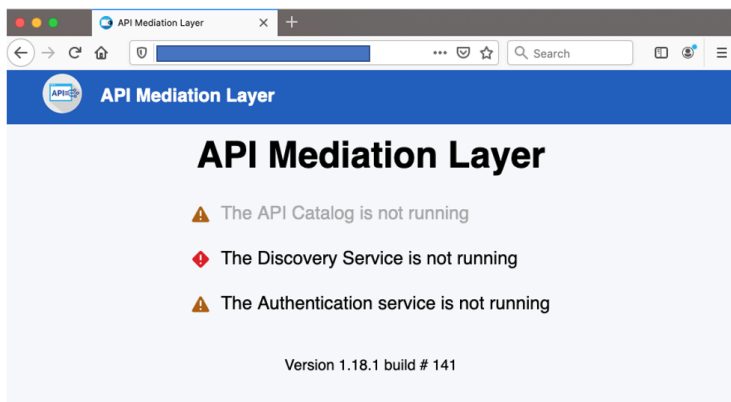 API Mediation Layer
Search
API
API Mediation Layer
API Mediation Layer
The API Catalog is not running
The Discovery Service is not running
The Authentication service is not running
Version 1.18.1 build # 141